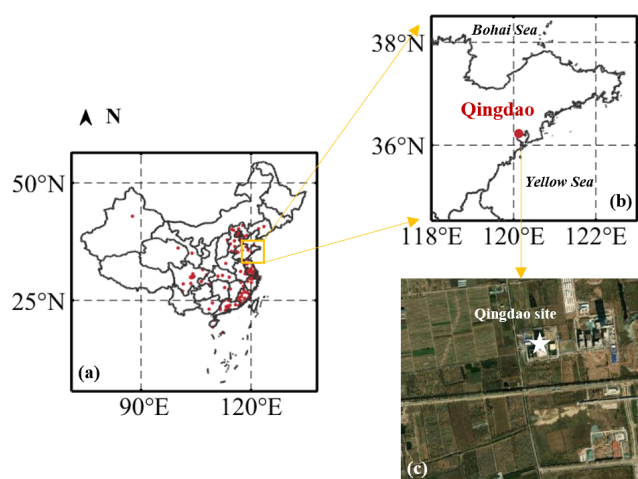 N
50°N
25°N
(a)
90°E
120°E
Bohai Sea
38°N
Qingdao
36°N
Yellow Sea
(b)
118°E
120°E
122°E
Qingdao site
(c)